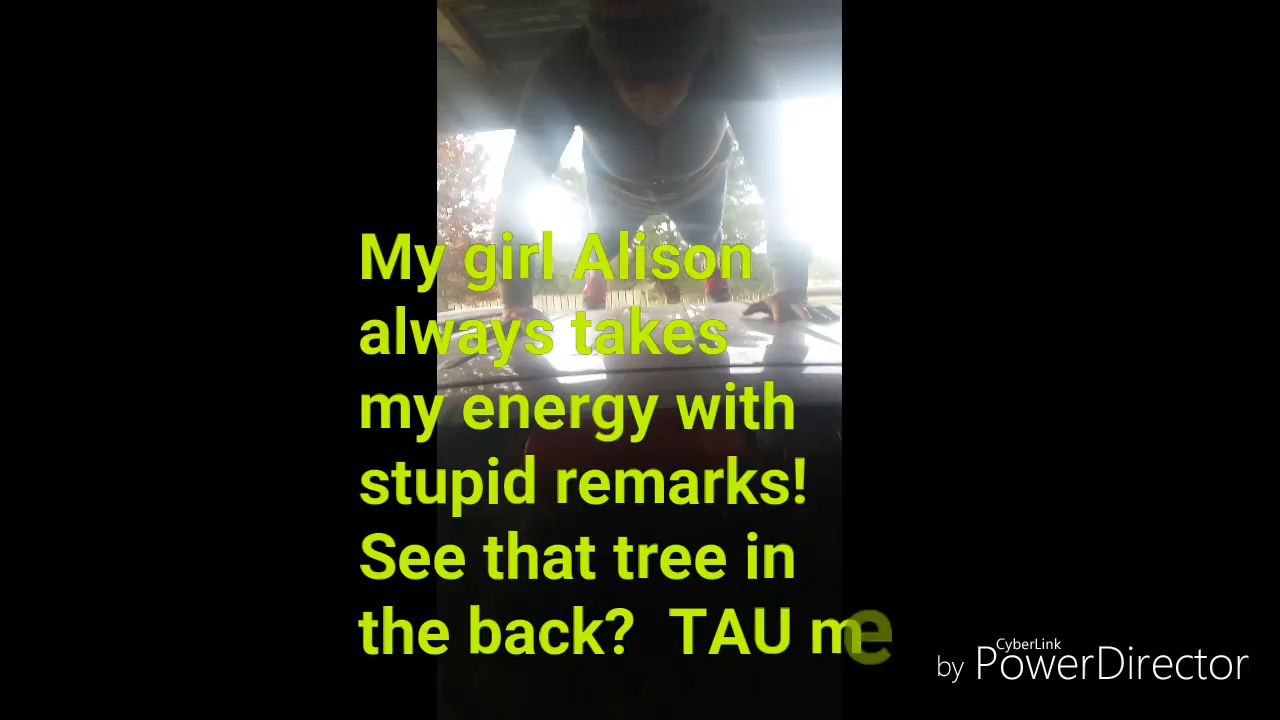 My girl Alison
always takes
my energy with
stupid remarks!
See that tree in
the back?  TAU me
CyberLink
by PowerDirector